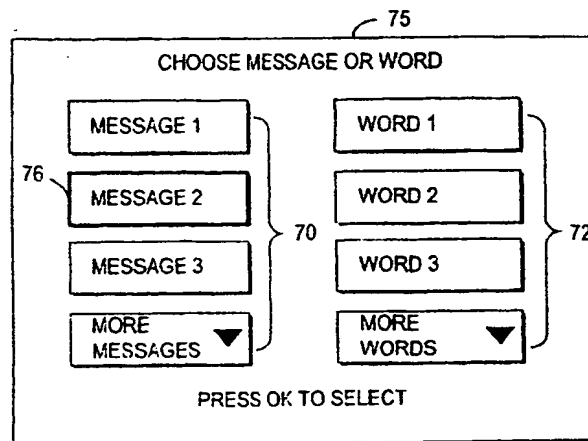 75
CHOOSE MESSAGE OR WORD
MESSAGE 1
WORD 1
76
MESSAGE 2
WORD 2
70
72
MESSAGE 3
WORD 3
MORE
MESSAGES
MORE
WORDS
PRESS OK TO SELECT